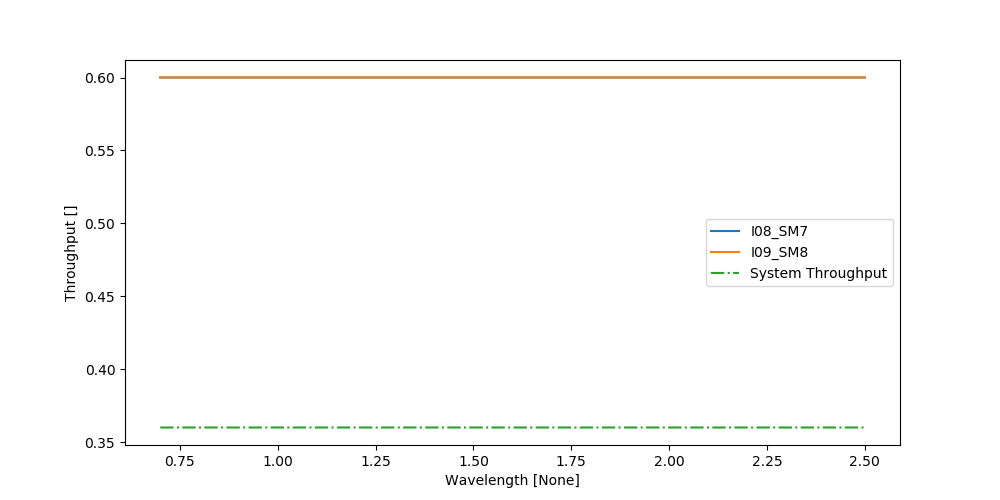 0.60
0.55
0.50
0.45
0.40
0.35
Throughput []
I08_SM7
I09_SM8
System Throughput
0.75 1.00 1.25 1.50 1.75 2.00 2.25 2.50
Wavelength [None]